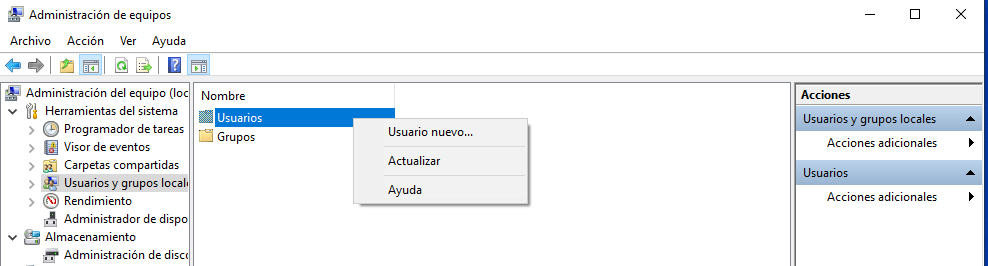 Administración de equipos
Archivo Acción Ver Ayuda
Administración del equipo (loc
Herramientas del sistema
Programador de tareas
Visor de eventos
Carpetas compartidas
Usuarios y grupos locale
Rendimiento
Administrador de dispo
Almacenamiento
Administración de disco
Nombre
Usuarios
Grupos
Usuario nuevo...
Actualizar
Ayuda
Acciones
Usuarios y grupos locales
Acciones adicionales
Usuarios
Acciones adicionales